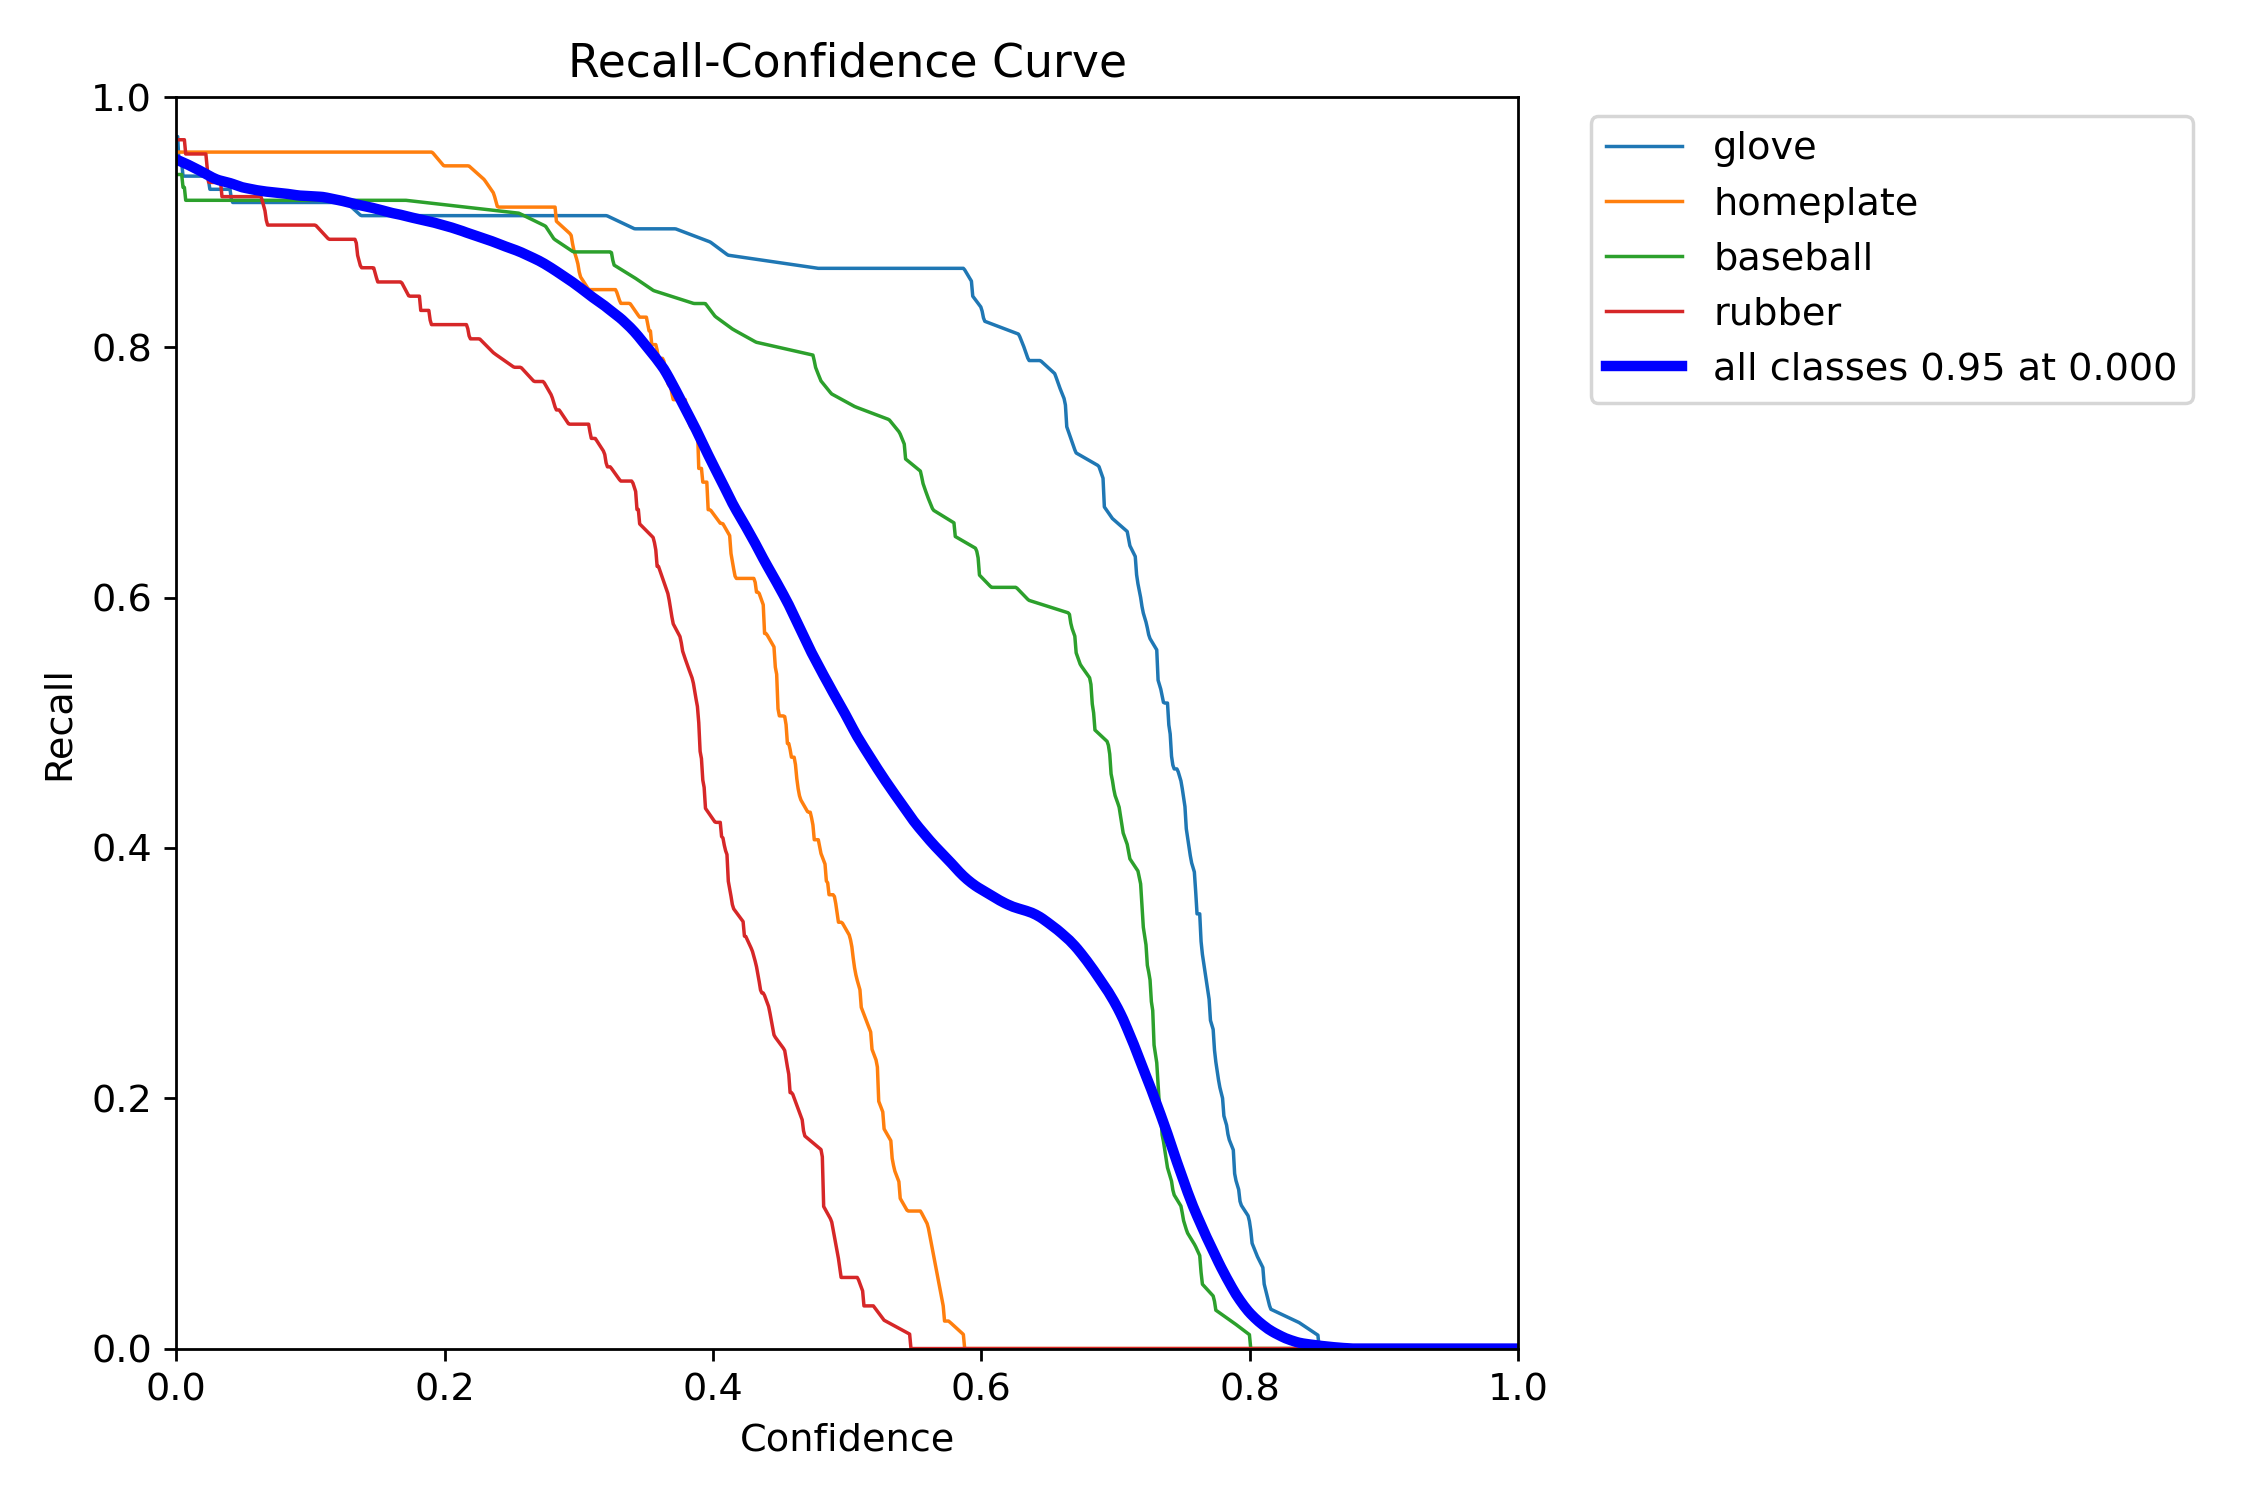 Recall-Confidence Curve
1.0
0.8
0.6
0.4
0.2
0.0
Recall
0.0 0.2 0.4 0.6 0.8 1.0
Confidence
glove
homeplate
baseball
rubber
all classes 0.95 at 0.000